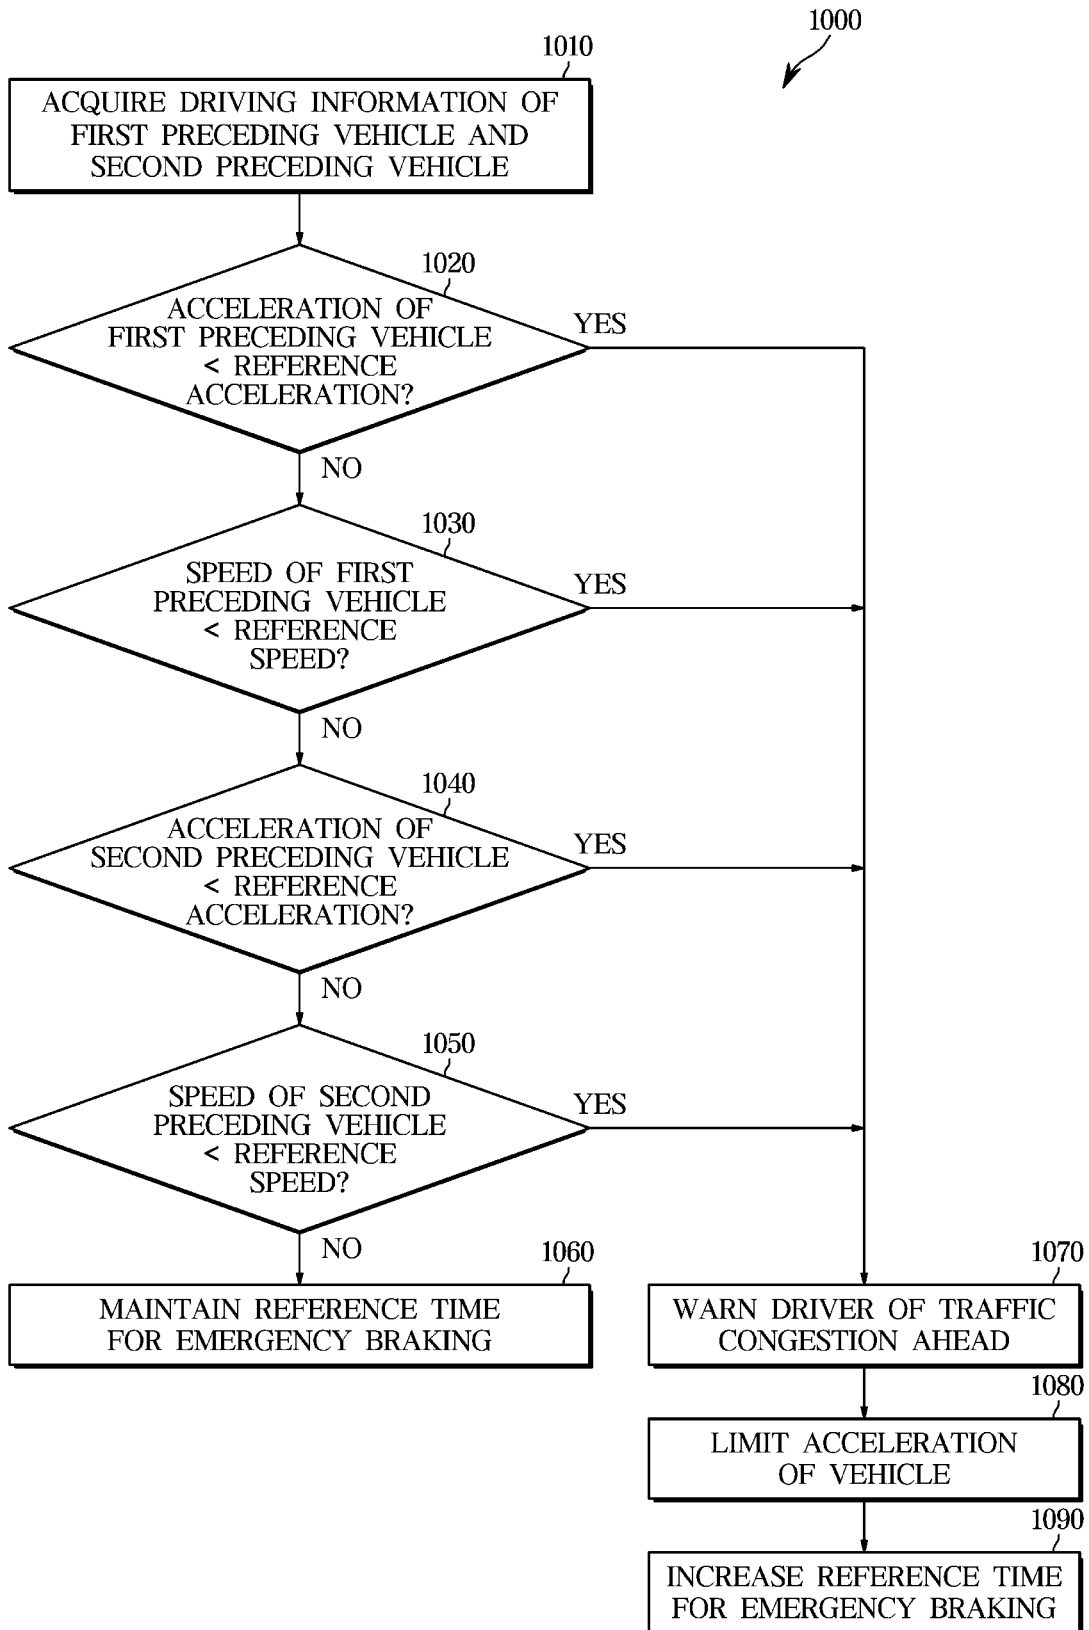 1000
1010
ACQUIRE DRIVING INFORMATION OF
FIRST PRECEDING VEHICLE AND
SECOND PRECEDING VEHICLE
1020
ACCELERATION OF
FIRST PRECEDING VEHICLE
< REFERENCE
ACCELERATION?
YES
NO
1030
SPEED OF FIRST
PRECEDING VEHICLE
< REFERENCE
SPEED?
YES
NO
1040
ACCELERATION OF
SECOND PRECEDING VEHICLE
< REFERENCE
ACCELERATION?
YES
NO
1050
SPEED OF SECOND
PRECEDING VEHICLE
< REFERENCE
SPEED?
YES
NO
1060
MAINTAIN REFERENCE TIME
FOR EMERGENCY BRAKING
1070
WARN DRIVER OF TRAFFIC
CONGESTION AHEAD
1080
LIMIT ACCELERATION
OF VEHICLE
1090
INCREASE REFERENCE TIME
FOR EMERGENCY BRAKING